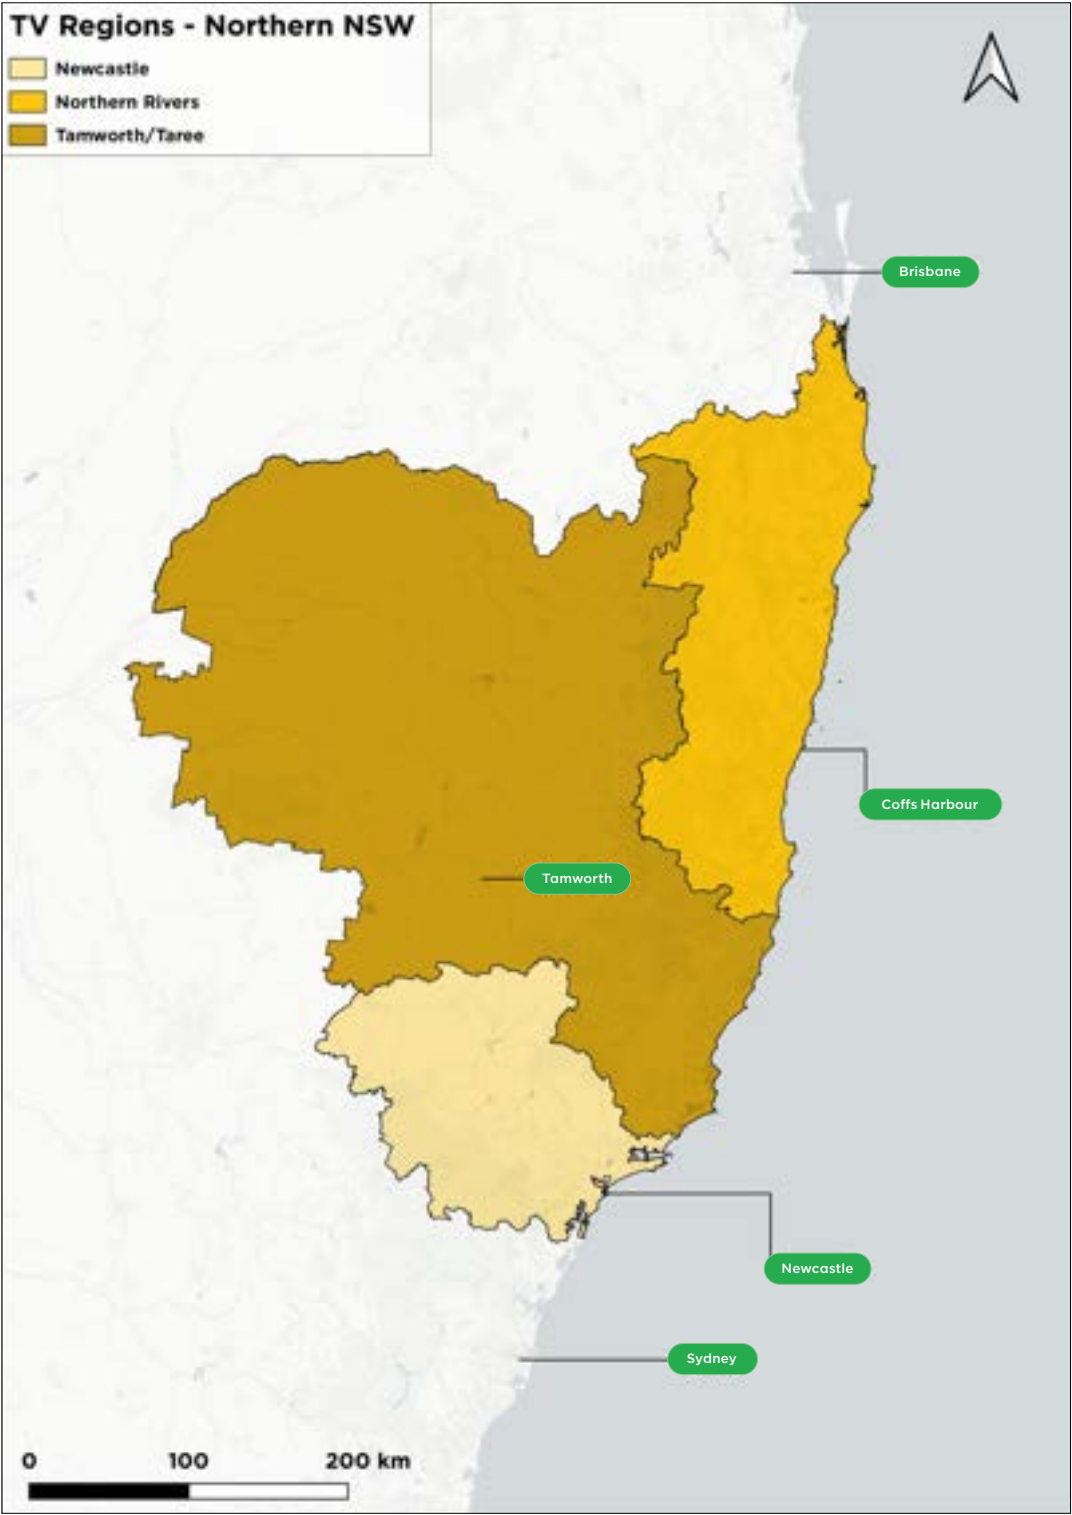 TV Regions - Northern NSW
Newcastle
Northern Rivers
Tamworth/Taree
Brisbane
Coffs Harbour
Tamworth
Newcastle
Sydney
0 100 200 km